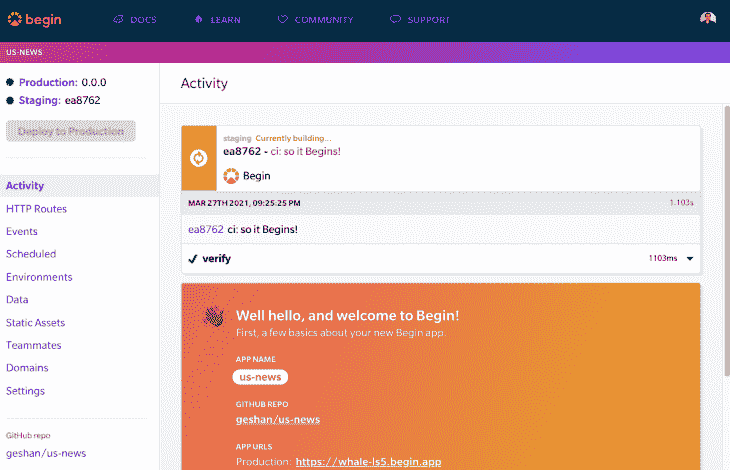 begin
DOCS
LEARN
COMMUNITY
SUPPORT
US-NEWS
Production: 0.0.0
Staging: ea8762
Deploy to Production
Activity
HTTP Routes
Events
Scheduled
Environments
Data
Static Assets
Teammates
Domains
Settings
GitHub repo
geshan/us-news
Activity
staging Currently building...
ea8762 - ci: so it Begins!
Begin
MAR 27TH 2021, 09:25:25 PM 1.103s
ea8762 ci: so it Begins!
verify 1103ms
Well hello, and welcome to Begin!
First, a few basics about your new Begin app.
APP NAME
us-news
GITHUB REPO
geshan/us-news
APP URLS
Production: https://whale-ls5.begin.app